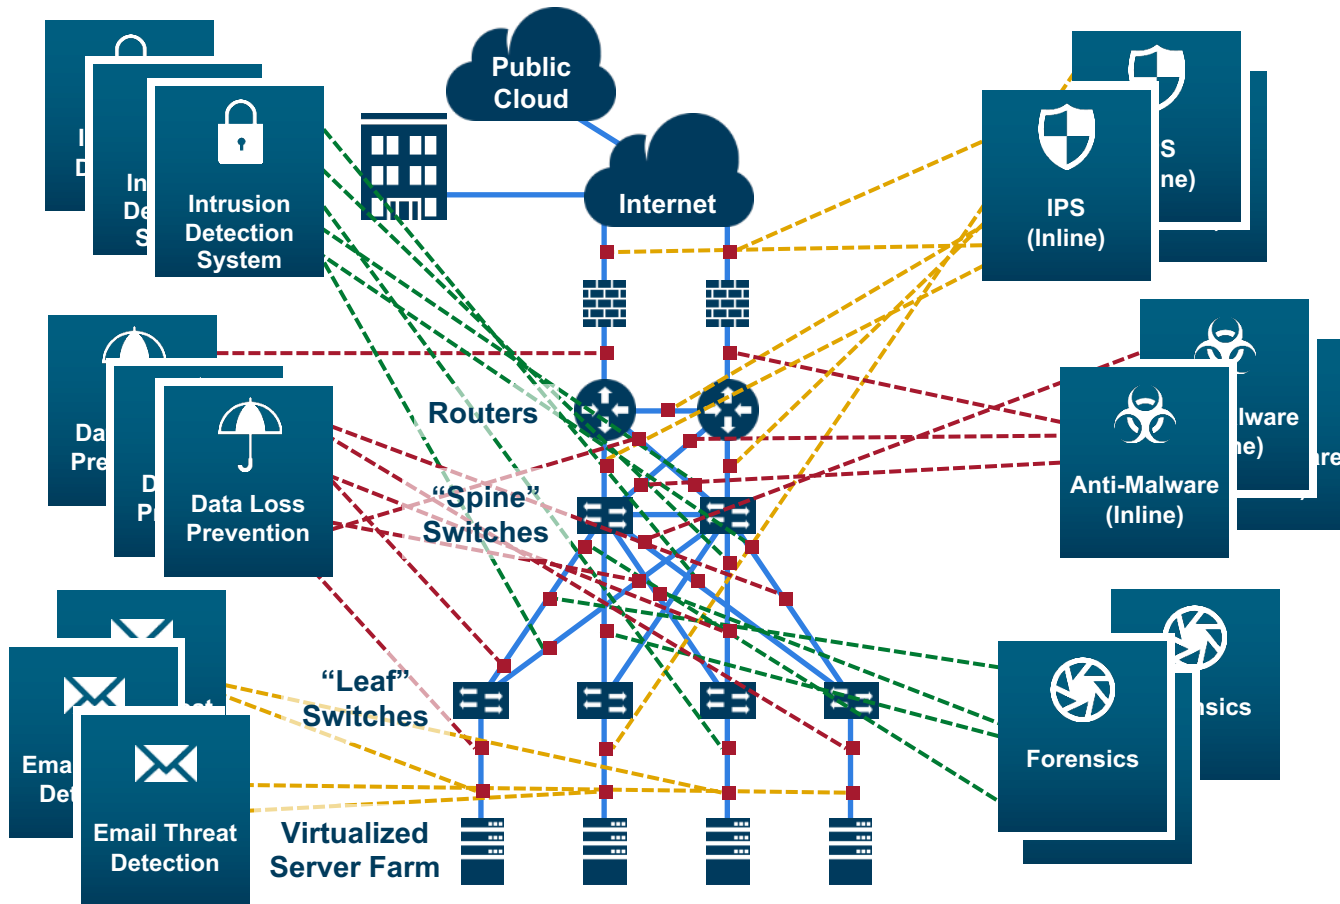 Public
Cloud
Internet
Intrusion
Detection
System
IPS
(Inline)
Routers
Data Loss
Prevention
“Spine”
Switches
Anti-Malware
(Inline)
“Leaf”
Switches
Forensics
Email Threat
Detection
Virtualized
Server Farm